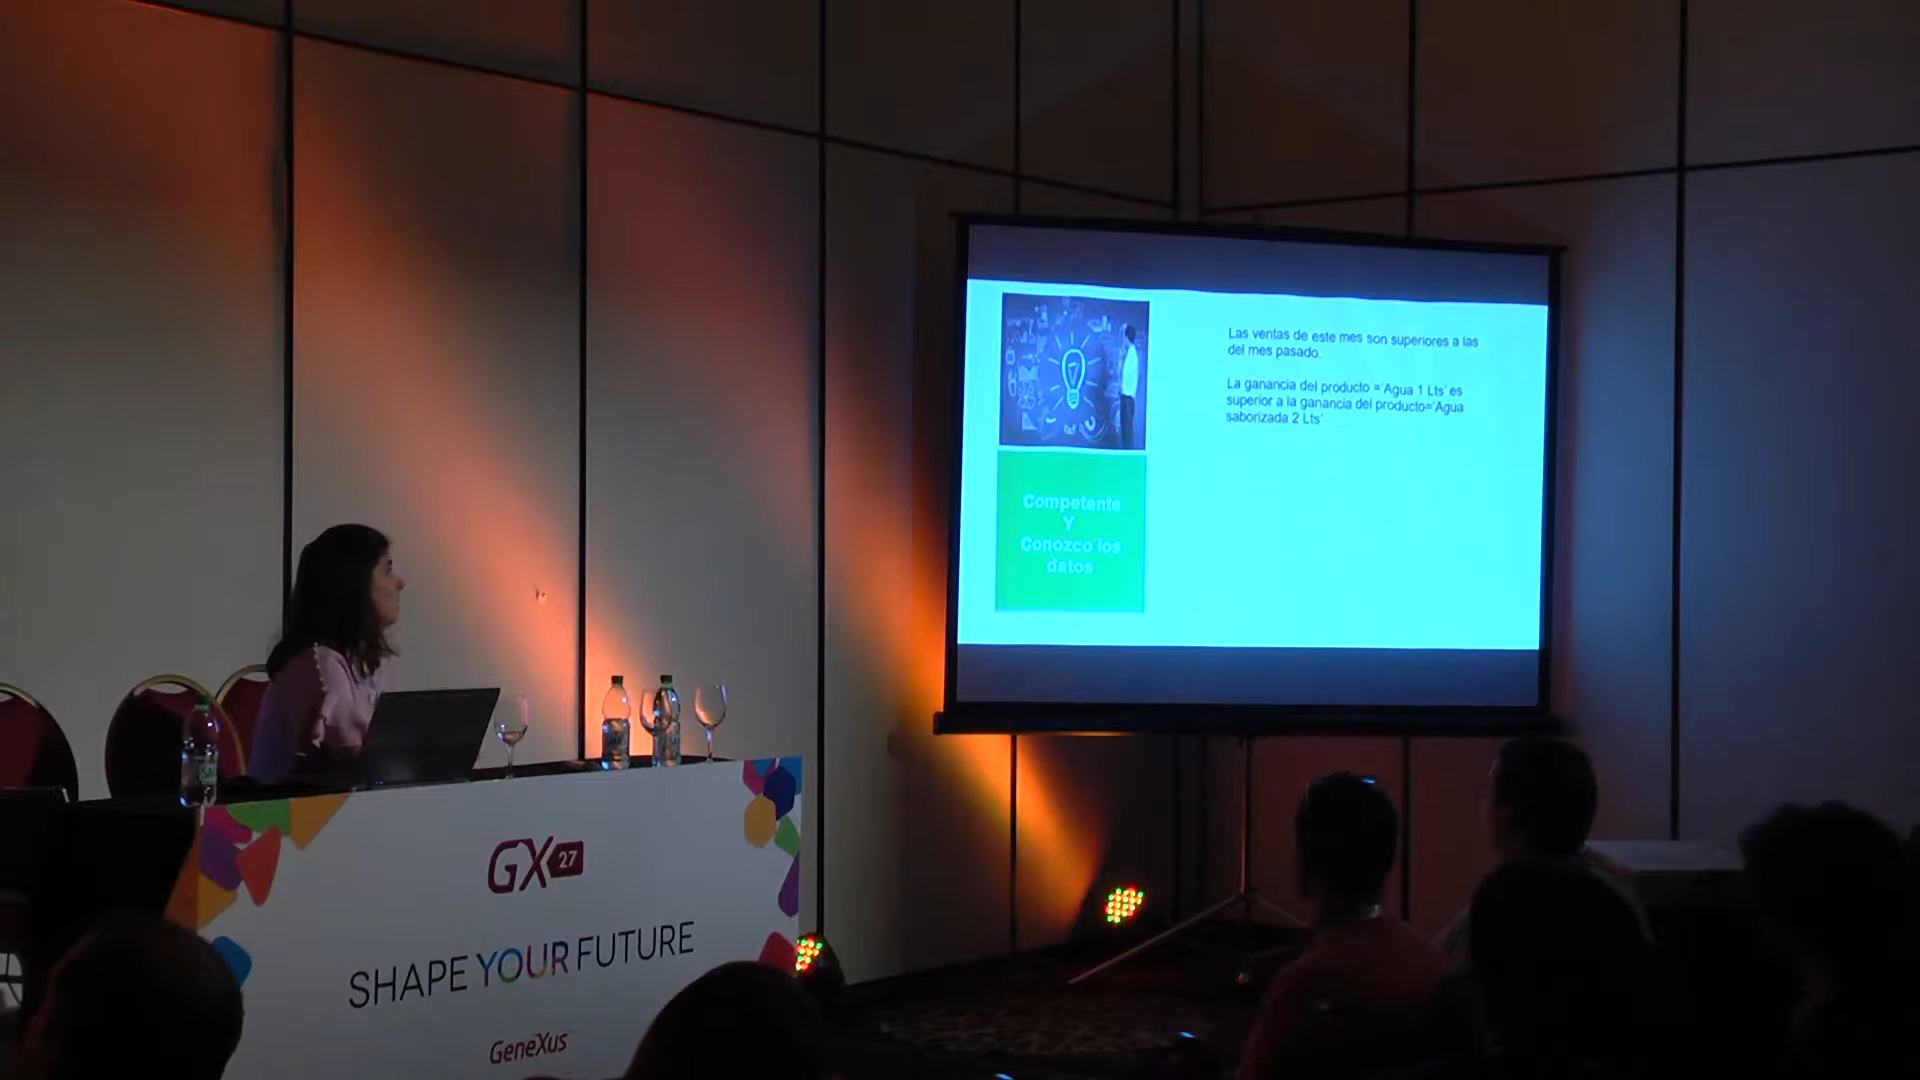 Las ventas de este mes son superiores a las
del mes pasado.
La ganancia del producto ='Agua 1 Lts' es
superior a la ganancia del producto='Agua
saborizada 2 Lts'
Competente
Y
Conozco los
datos
GX 27
SHAPE YOUR FUTURE
GeneXus